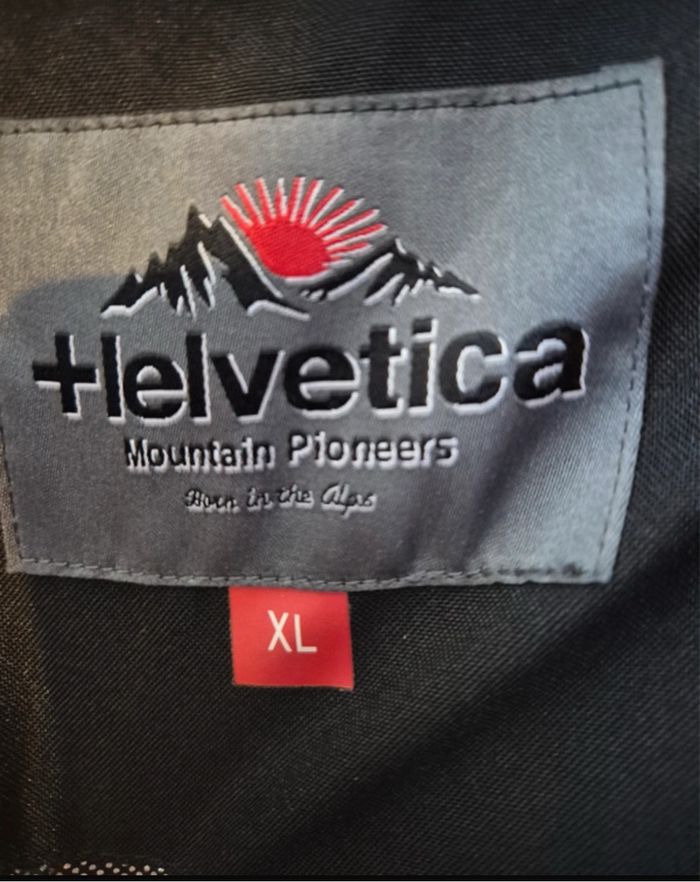 Helvetica
Mountain Pioneers
Born in the Alps
XL